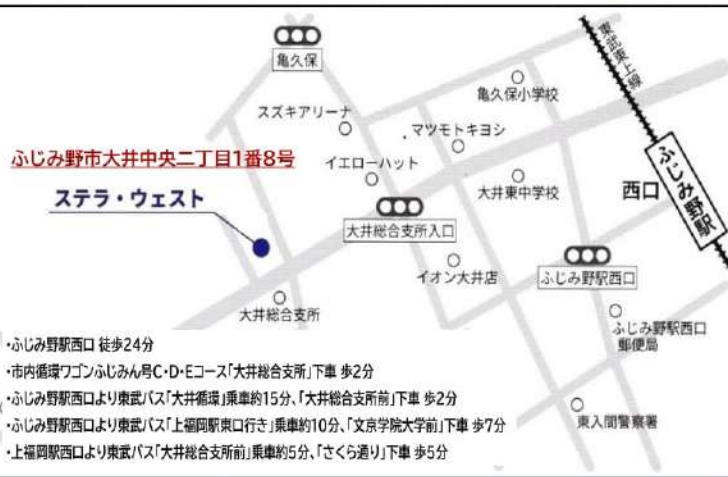 亀久保
東武東上線
亀久保小学校
スズキアリーナ
マツモトキヨシ
ふじみ野市大井中央二丁目1番8号
イエローハット
ふじみ野駅
大井東中学校
西口
ステラ・ウェスト
大井総合支所入口
イオン大井店
ふじみ野駅西口
大井総合支所
ふじみ野駅西口
郵便局
・ふじみ野駅西口 徒歩24分
・市内循環ワゴンふじみん号C・D・Eコース「大井総合支所」下車 歩2分
・ふじみ野駅西口より東武バス「大井循環」乗車約15分、「大井総合支所前」下車 歩2分
東入間警察署
・ふじみ野駅西口より東武バス「上福岡駅東口行き」乗車約10分、「文京学院大学前」下車 歩7分
・上福岡駅西口より東武バス「大井総合支所前」乗車約5分、「さくら通り」下車 歩5分